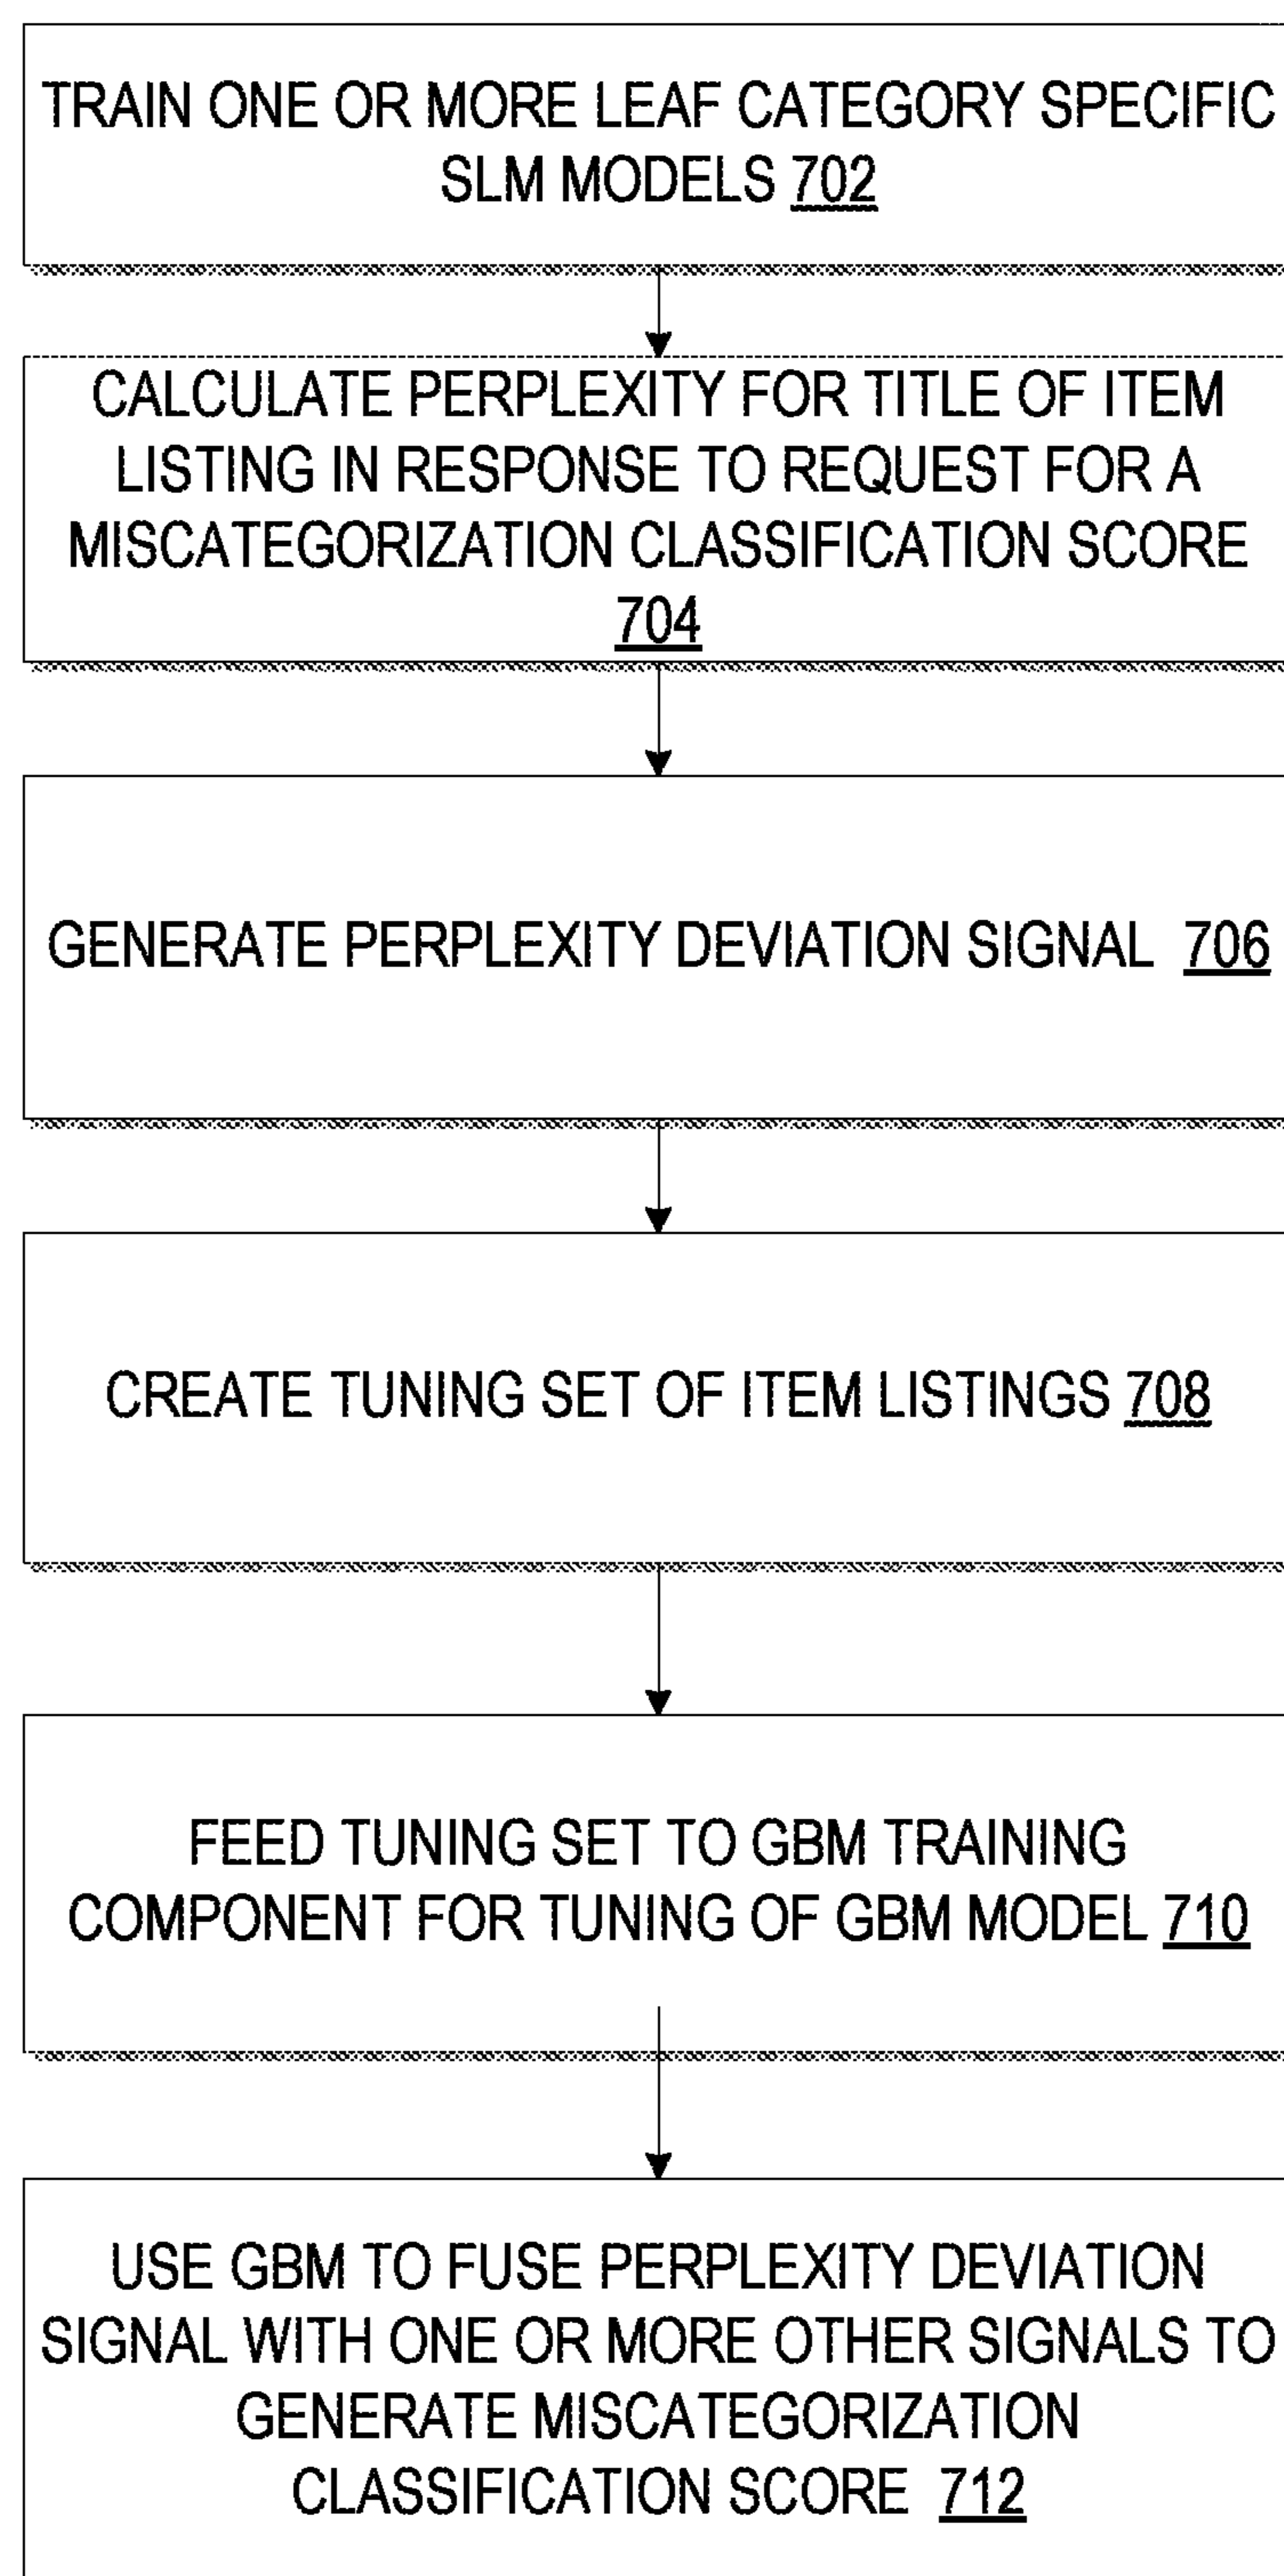 TRAIN ONE OR MORE LEAF CATEGORY SPECIFIC
SLM MODELS 702
CALCULATE PERPLEXITY FOR TITLE OF ITEM
LISTING IN RESPONSE TO REQUEST FOR A
MISCATEGORIZATION CLASSIFICATION SCORE
704
GENERATE PERPLEXITY DEVIATION SIGNAL 706
CREATE TUNING SET OF ITEM LISTINGS 708
FEED TUNING SET TO GBM TRAINING
COMPONENT FOR TUNING OF GBM MODEL 710
USE GBM TO FUSE PERPLEXITY DEVIATION
SIGNAL WITH ONE OR MORE OTHER SIGNALS TO
GENERATE MISCATEGORIZATION
CLASSIFICATION SCORE 712